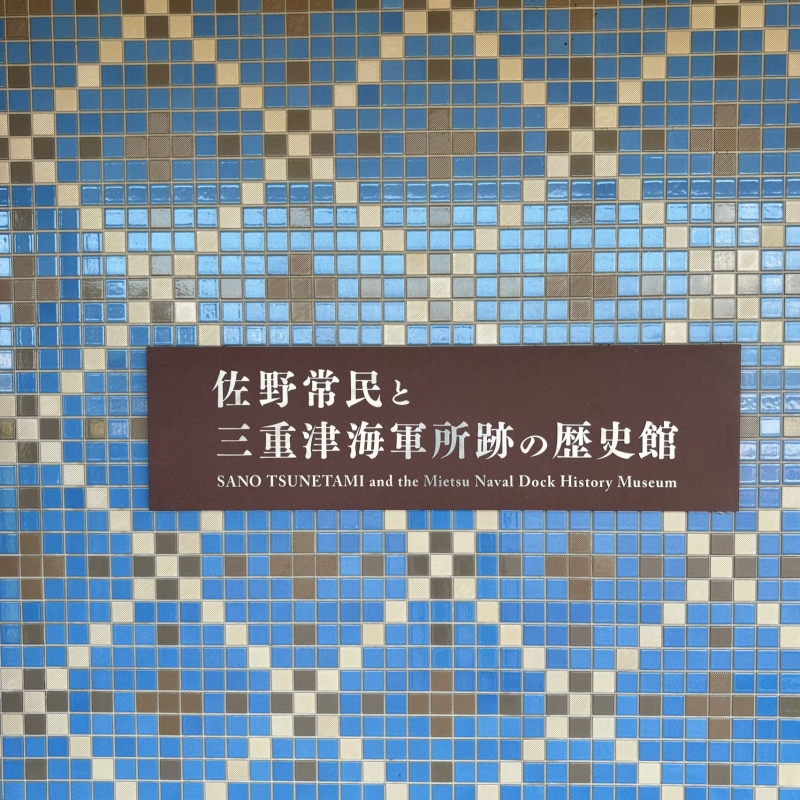 佐野常民と
三重津海軍所跡の歴史館
SANO TSUNETAMI and the Mietsu Naval Dock History Museum